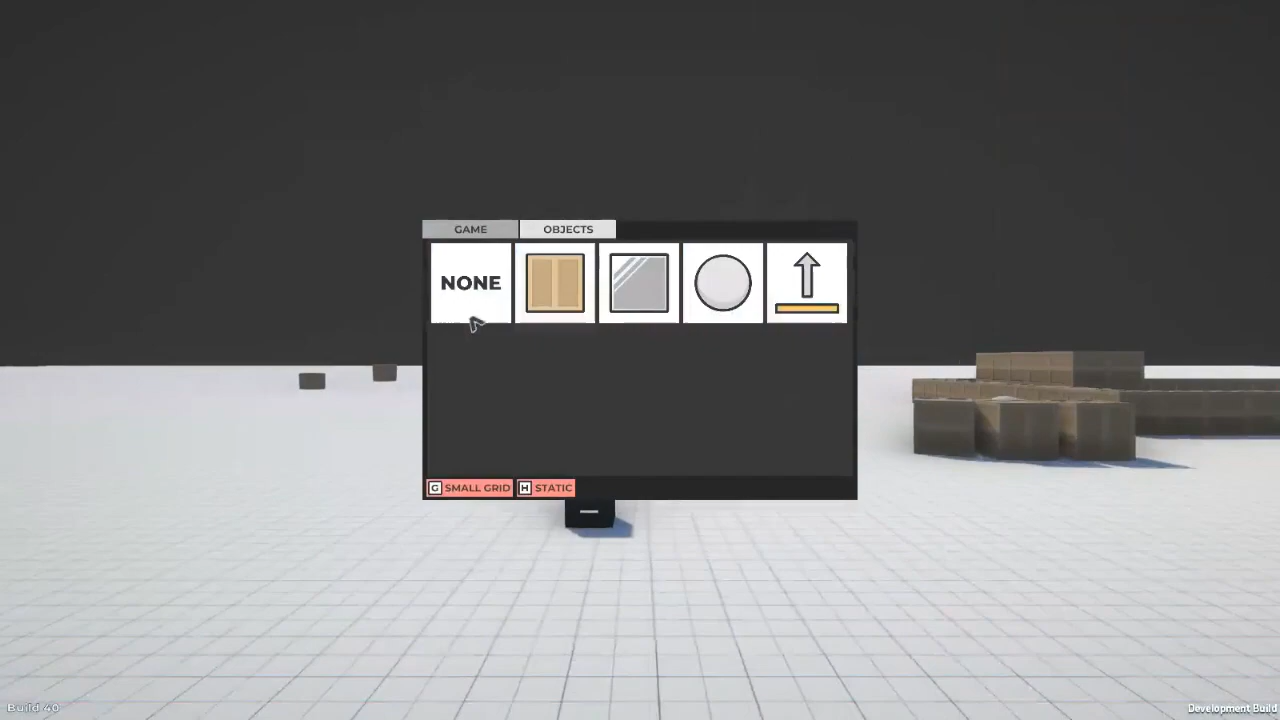 GAME OBJECTS
NONE
G SMALL GRID H STATIC
Build 40 Development Build